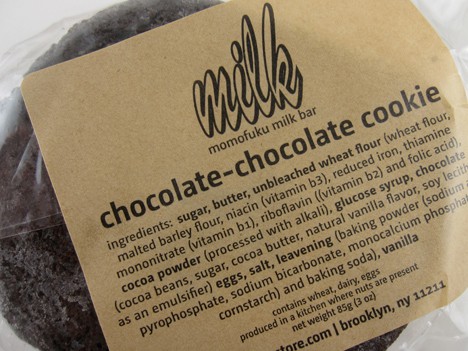 milk
momofuku milk bar
chocolate-chocolate cookie
ingredients: sugar, butter, unbleached wheat flour (wheat flour,
malted barley flour, niacin (vitamin b3), reduced iron, thiamine
mononitrate (vitamin b1), riboflavin ((vitamin b2) and folic acid),
cocoa powder (processed with alkali), glucose syrup, chocolate
(cocoa beans, sugar, cocoa butter, natural vanilla flavor, soy lecith
as an emulsifier) eggs, salt, leavening (baking powder (sodium
pyrophosphate, sodium bicarbonate, monocalcium phosphat
cornstarch) and baking soda), vanilla
contains wheat, dairy, eggs
produced in a kitchen where nuts are present
net weight 85g (3 oz)
store.com | brooklyn, ny 11211